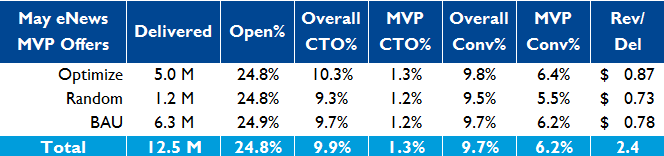 May eNews MVP Offers Delivered Open% Overall CTO% MVP CTO% Overall Conv% MVP Conv% Rev/ Del
Optimize 5.0 M 24.8% 10.3% 1.3% 9.8% 6.4% $ 0.87
Random 1.2 M 24.8% 9.3% 1.2% 9.5% 5.5% $ 0.73
BAU 6.3 M 24.9% 9.7% 1.2% 9.7% 6.2% $ 0.78
Total 12.5 M 24.8% 9.9% 1.3% 9.7% 6.2% 2.4